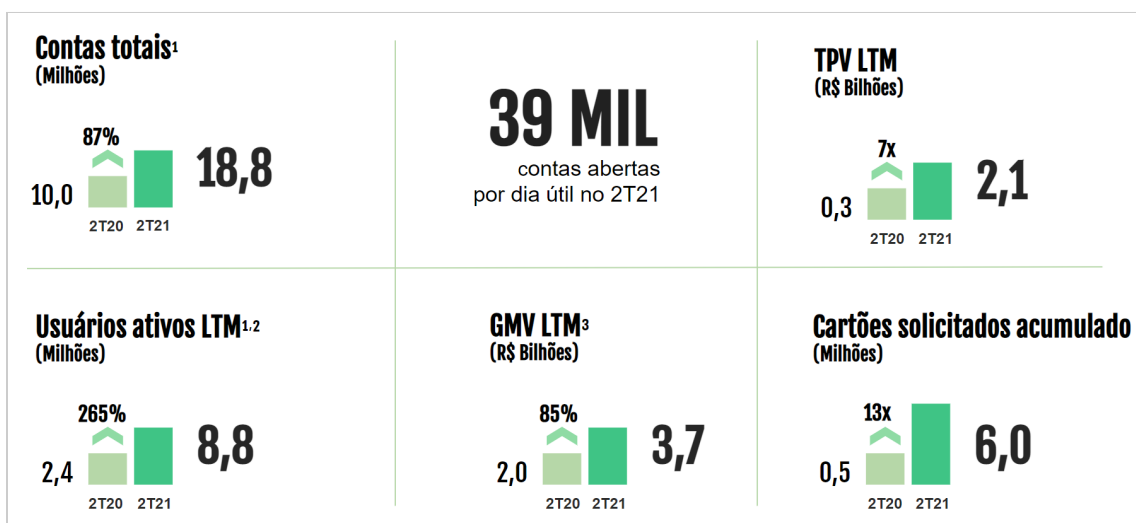 Contas totais¹
(Milhões)
87%
10,0
18,8
2T20 2T21
39 MIL
contas abertas
por dia útil no 2T21
TPV LTM
(R$ Bilhões)
7x
0,3
2,1
2T20 2T21
Usuários ativos LTM¹,²
(Milhões)
265%
2,4
8,8
2T20 2T21
GMV LTM³
(R$ Bilhões)
85%
2,0
3,7
2T20 2T21
Cartões solicitados acumulado
(Milhões)
13x
0,5
6,0
2T20 2T21